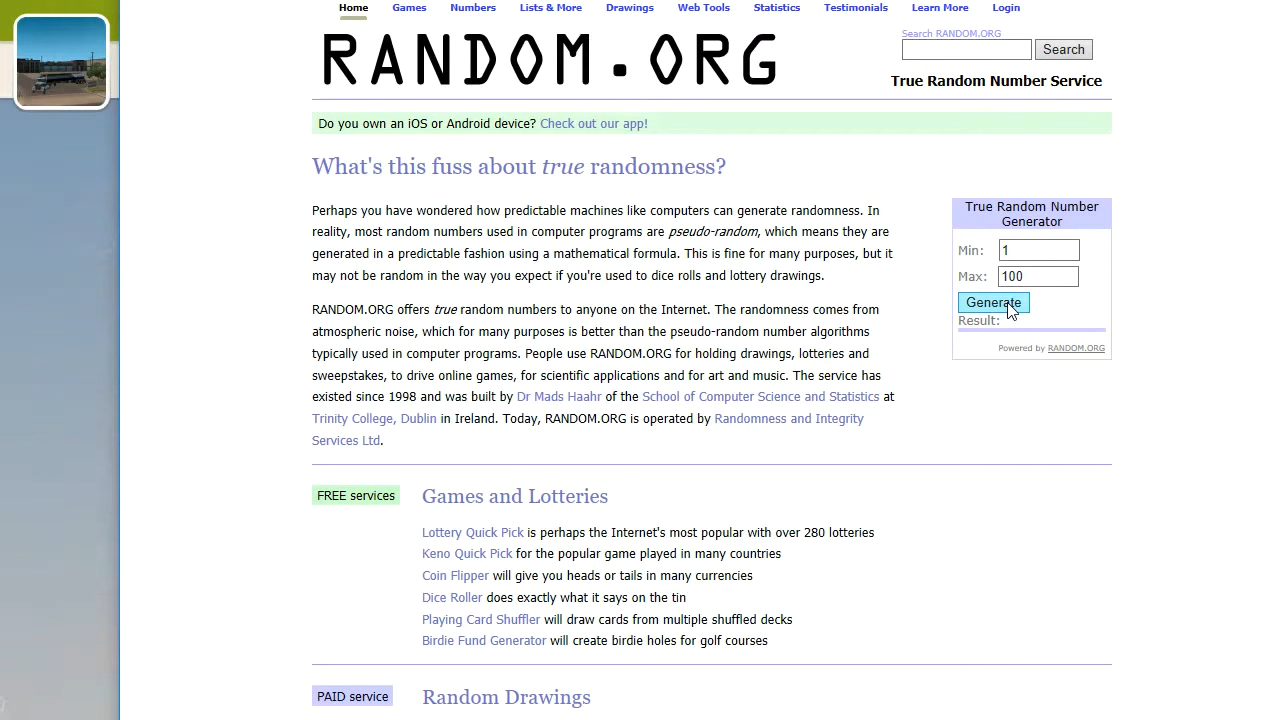 Home Games Numbers Lists & More Drawings Web Tools Statistics Testimonials Learn More Login
RANDOM.ORG
Search RANDOM.ORG
Search
True Random Number Service
Do you own an iOS or Android device? Check out our app!
What's this fuss about true randomness?
Perhaps you have wondered how predictable machines like computers can generate randomness. In
reality, most random numbers used in computer programs are pseudo-random, which means they are
generated in a predictable fashion using a mathematical formula. This is fine for many purposes, but it
may not be random in the way you expect if you're used to dice rolls and lottery drawings.
RANDOM.ORG offers true random numbers to anyone on the Internet. The randomness comes from
atmospheric noise, which for many purposes is better than the pseudo-random number algorithms
typically used in computer programs. People use RANDOM.ORG for holding drawings, lotteries and
sweepstakes, to drive online games, for scientific applications and for art and music. The service has
existed since 1998 and was built by Dr Mads Haahr of the School of Computer Science and Statistics at
Trinity College, Dublin in Ireland. Today, RANDOM.ORG is operated by Randomness and Integrity
Services Ltd.
True Random Number
Generator
Min: 1
Max: 100
Generate
Result:
Powered by RANDOM.ORG
FREE services
Games and Lotteries
Lottery Quick Pick is perhaps the Internet's most popular with over 280 lotteries
Keno Quick Pick for the popular game played in many countries
Coin Flipper will give you heads or tails in many currencies
Dice Roller does exactly what it says on the tin
Playing Card Shuffler will draw cards from multiple shuffled decks
Birdie Fund Generator will create birdie holes for golf courses
PAID service
Random Drawings